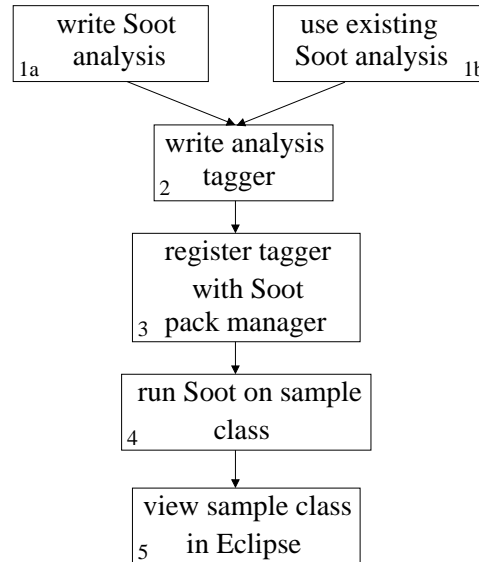 write Soot
analysis
1a
use existing
Soot analysis
1b
write analysis
tagger
2
register tagger
with Soot
pack manager
3
run Soot on sample
class
4
view sample class
in Eclipse
5